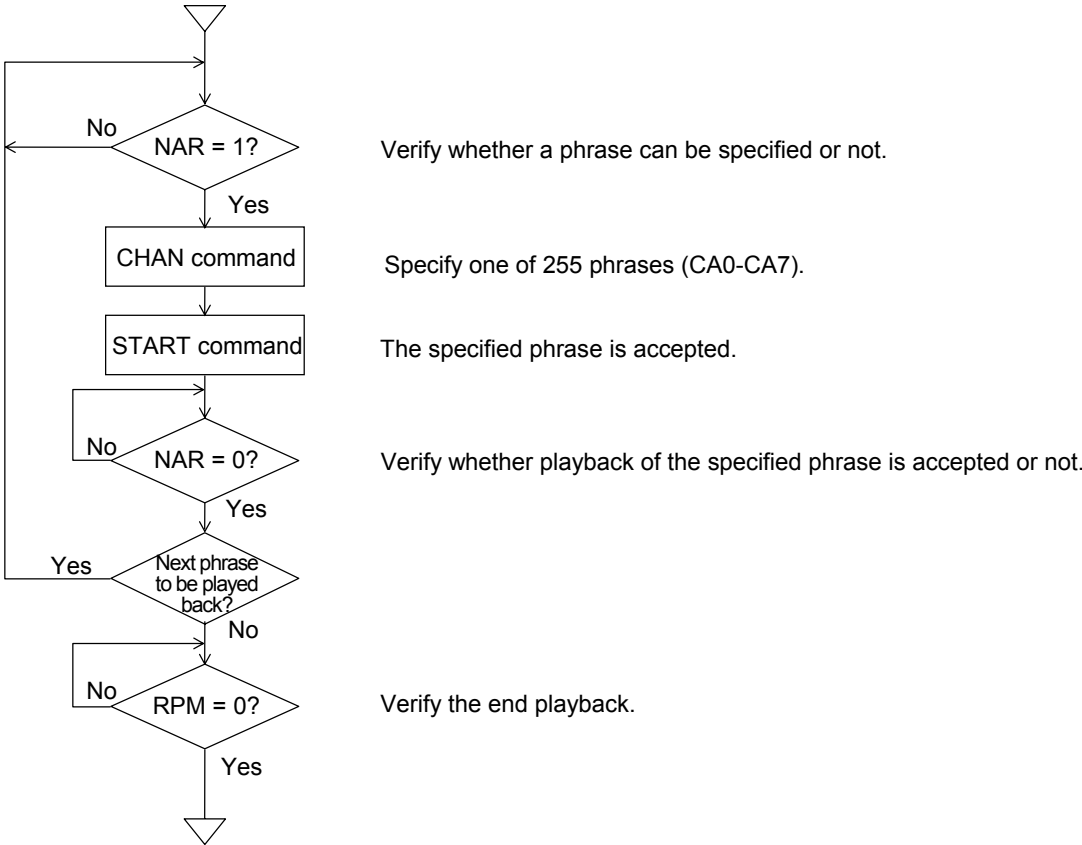 No
NAR = 1?
Verify whether a phrase can be specified or not.
Yes
CHAN command
Specify one of 255 phrases (CA0-CA7).
START command
The specified phrase is accepted.
No
NAR = 0?
Verify whether playback of the specified phrase is accepted or not.
Yes
Yes
Next phrase
to be played
back?
No
No
RPM = 0?
Verify the end playback.
Yes